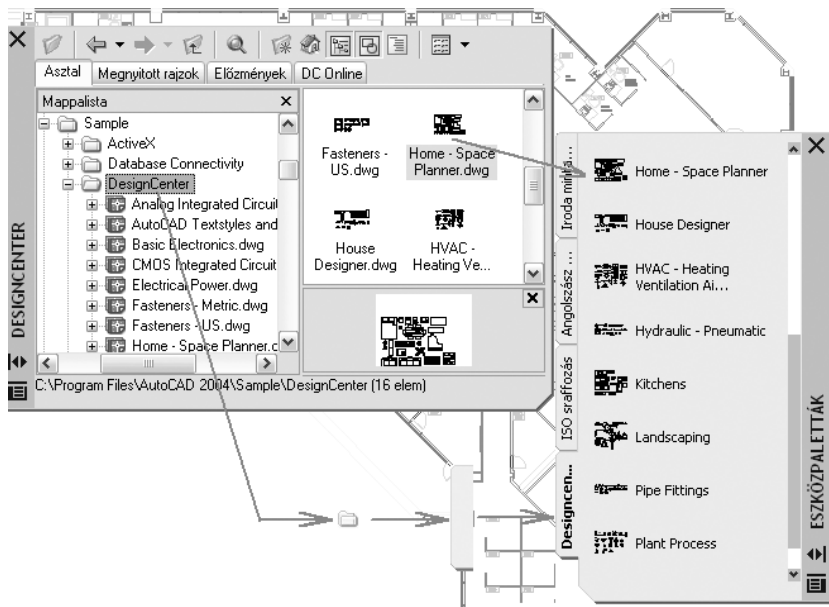 Asztal Megnyitott rajzok Előzmények DC Online
Mappalista
Sample
ActiveX
Database Connectivity
DesignCenter
Analog Integrated Circuit
AutoCAD Textstyles and
Basic Electronics.dwg
CMOS Integrated Circuit
Electrical Power.dwg
Fasteners - Metric.dwg
Fasteners - US.dwg
Home - Space Planner.d
Fasteners -
US.dwg
Home - Space
Planner.dwg
House
Designer.dwg
HVAC -
Heating Ve...
C:\Program Files\AutoCAD 2004\Sample\DesignCenter (16 elem)
DESIGNCENTER
Iroda minta...
Angolszász ...
ISO sraffozás
Designcen...
Home - Space Planner
House Designer
HVAC - Heating
Ventilation Ai...
Hydraulic - Pneumatic
Kitchens
Landscaping
Pipe Fittings
Plant Process
ESZKÖZPALETTÁK